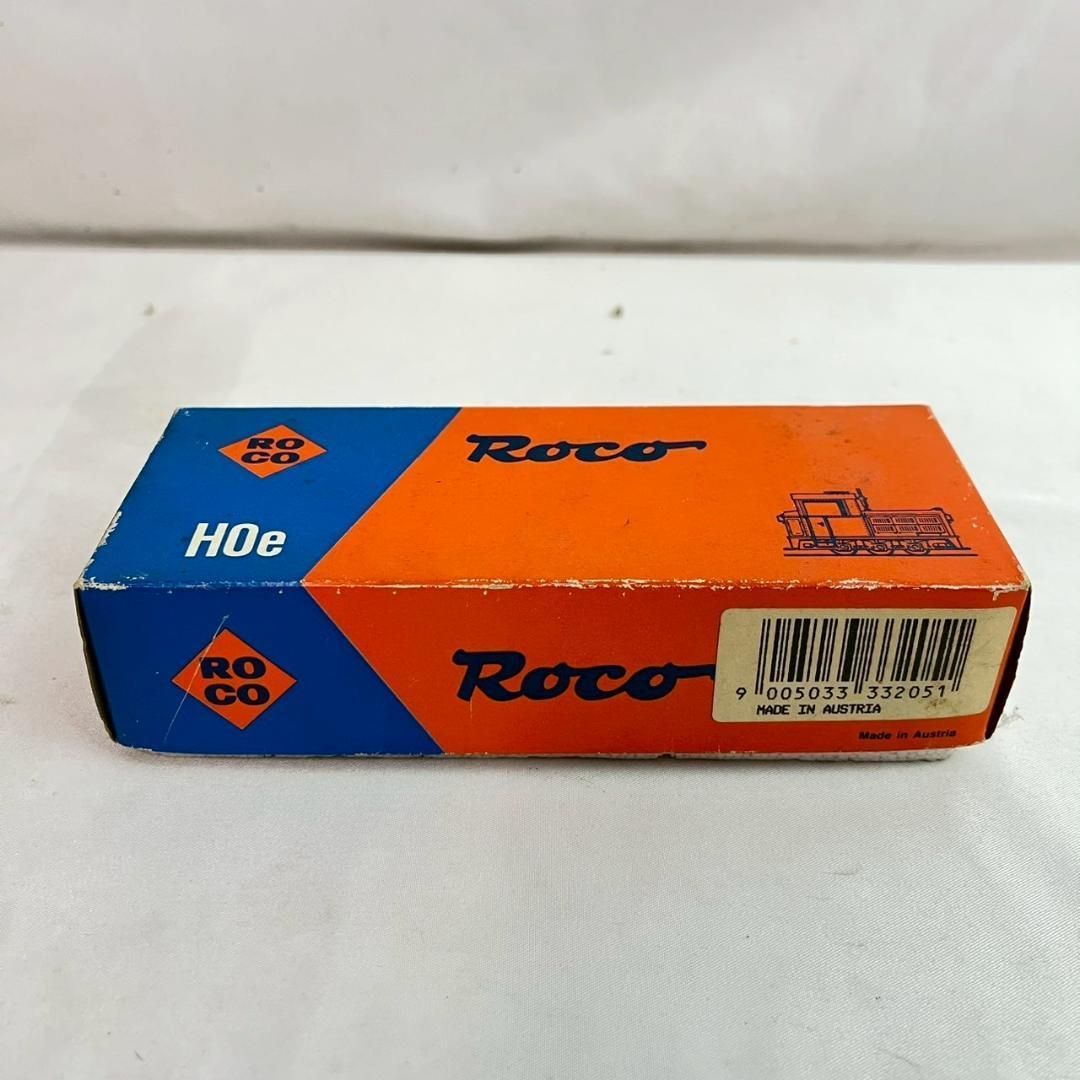 RO
CO
Roco
HOe
RO
CO
Roco
9 005033 332051
MADE IN AUSTRIA
Made in Austria